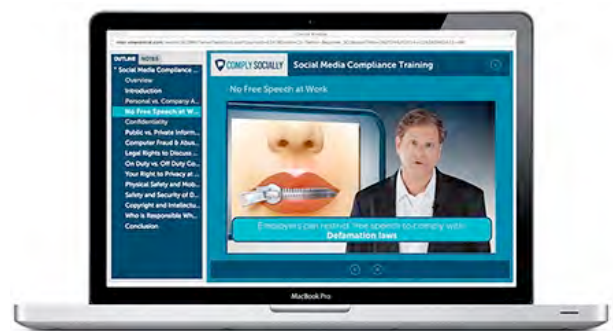 OUTLINE NOTES
Social Media Compliance ...
Overview
Introduction
Personal vs. Company A...
No Free Speech at W...
Confidentiality
Public vs. Private Inform...
Computer Fraud & Abus...
Legal Rights to Discuss ...
On Duty vs. Off Duty Co...
Your Right to Privacy at ...
Physical Safety and Mob...
Safety and Security of D...
Copyright and Intellectu...
Who is Responsible Wh...
Conclusion
COMPLY SOCIALLY Social Media Compliance Training
No Free Speech at Work
Employers can restrict free speech to comply with
Defamation laws
MacBook Pro